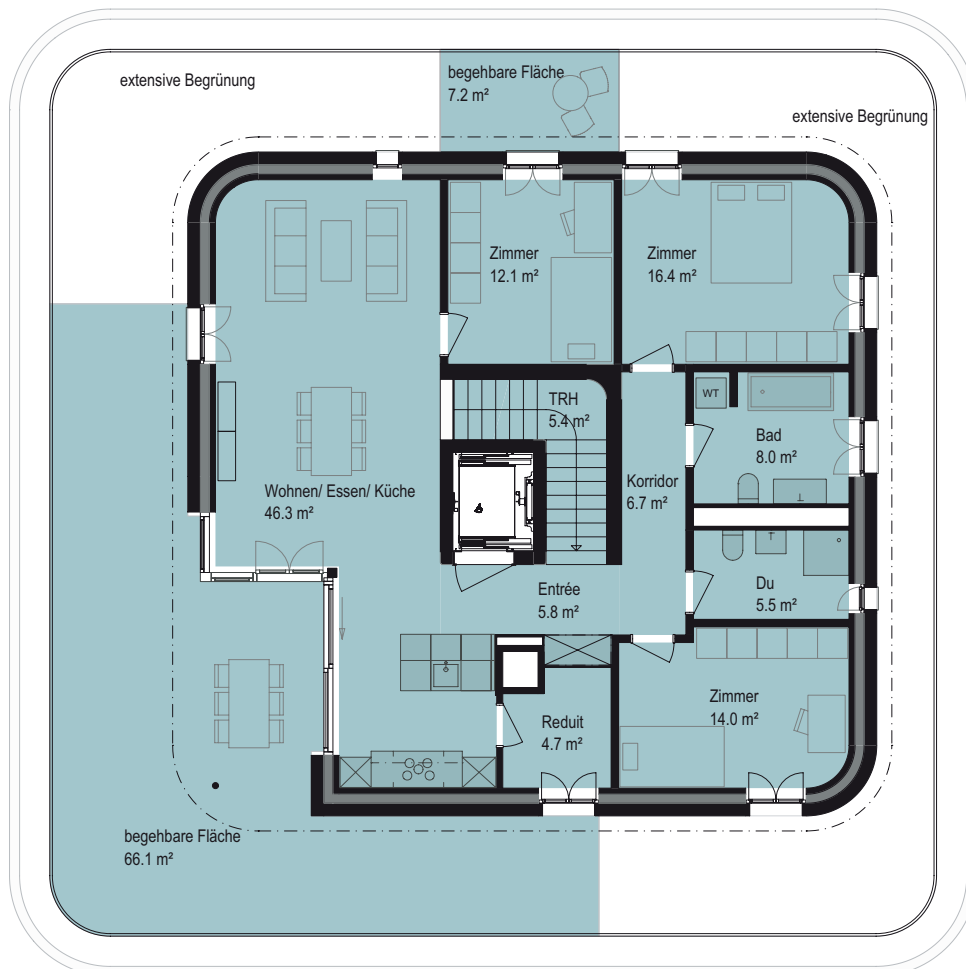 begehbare Fläche
7.2 m²
extensive Begrünung
extensive Begrünung
Zimmer
12.1 m²
Zimmer
16.4 m²
TRH
5.4 m²
WT
Bad
8.0 m²
Wohnen/ Essen/ Küche
46.3 m²
Korridor
6.7 m²
Entrée
5.8 m²
Du
5.5 m²
Zimmer
14.0 m²
Reduit
4.7 m²
begehbare Fläche
66.1 m²